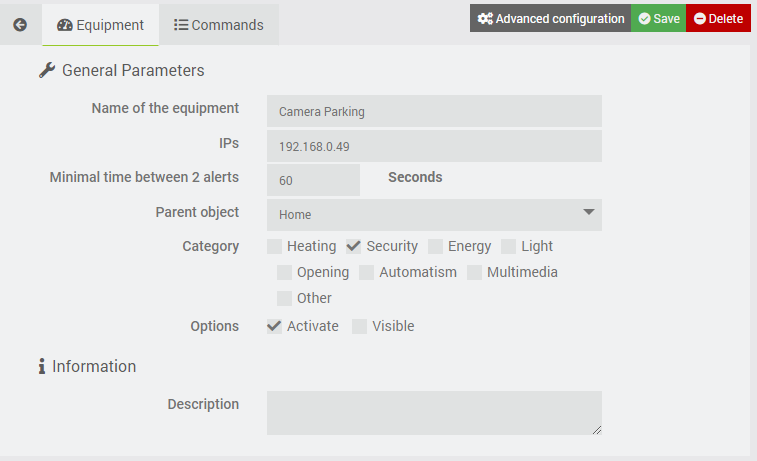 Equipment Commands Advanced configuration Save Delete
General Parameters
Name of the equipment Camera Parking
IPs 192.168.0.49
Minimal time between 2 alerts 60 Seconds
Parent object Home
Category Heating Security Energy Light
Opening Automatism Multimedia
Other
Options Activate Visible
Information
Description